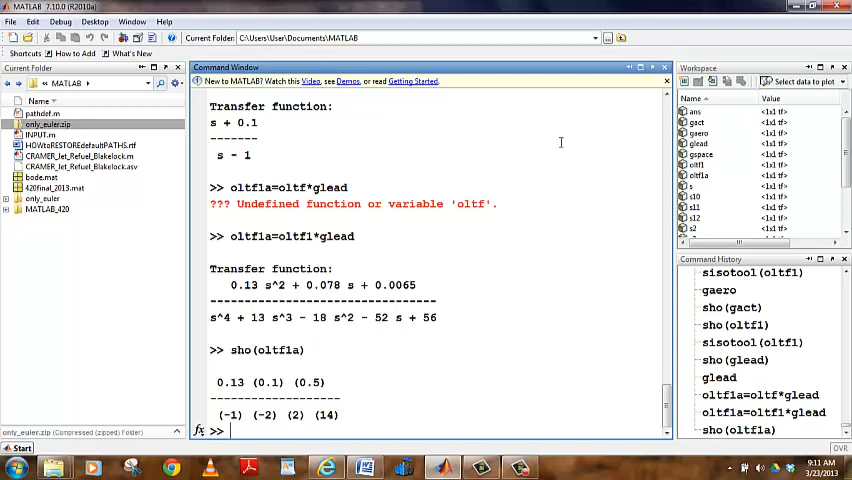 MATLAB 7.10.0 (R2010a)
File Edit Debug Desktop Window Help
Current Folder: C:\Users\User\Documents\MATLAB
Shortcuts How to Add What's New
Current Folder
MATLAB
Name
pathdef.m
only_euler.zip
INPUT.m
HOWtoRESTOREdefaultPATHS.rtf
CRAMER_Jet_Roful_Blakelock.m
CRAMER_Jet_Roful_Blakelock.asv
bode.mat
420final_2013.mat
only_euler
MATLAB_420
only_euler.zip (Compressed (zipped) Folder)
Command Window
New to MATLAB? Watch this Video, see Demos, or read Getting Started.
Transfer function:
s + 0.1
-------
s - 1
>> oltf1a=oltf*glead
??? Undefined function or variable 'oltf'.
>> oltf1a=oltf1*glead
Transfer function:
0.13 s^2 + 0.078 s + 0.0065
---------------------------------
s^4 + 13 s^3 - 18 s^2 - 52 s + 56
>> sho(oltf1a)
0.13 (0.1) (0.5)
-------------------
(-1) (-2) (2) (14)
fx >>
Workspace
Select data to plot
Name Value
ans <1x1 tf>
gact <1x1 tf>
gaero <1x1 tf>
glead <1x1 tf>
gspace <1x1 tf>
oltf1 <1x1 tf>
oltf1a <1x1 tf>
s <1x1 tf>
s10 <1x1 tf>
s11 <1x1 tf>
s12 <1x1 tf>
s2 <1x1 tf>
Command History
sisotool(oltf1)
gaero
sho(gact)
sho(oltf1)
sisotool(oltf1)
sho(glead)
glead
oltf1a=oltf*glead
oltf1a=oltf1*glead
sho(oltf1a)
Start
OVR
9:11 AM
3/23/2013